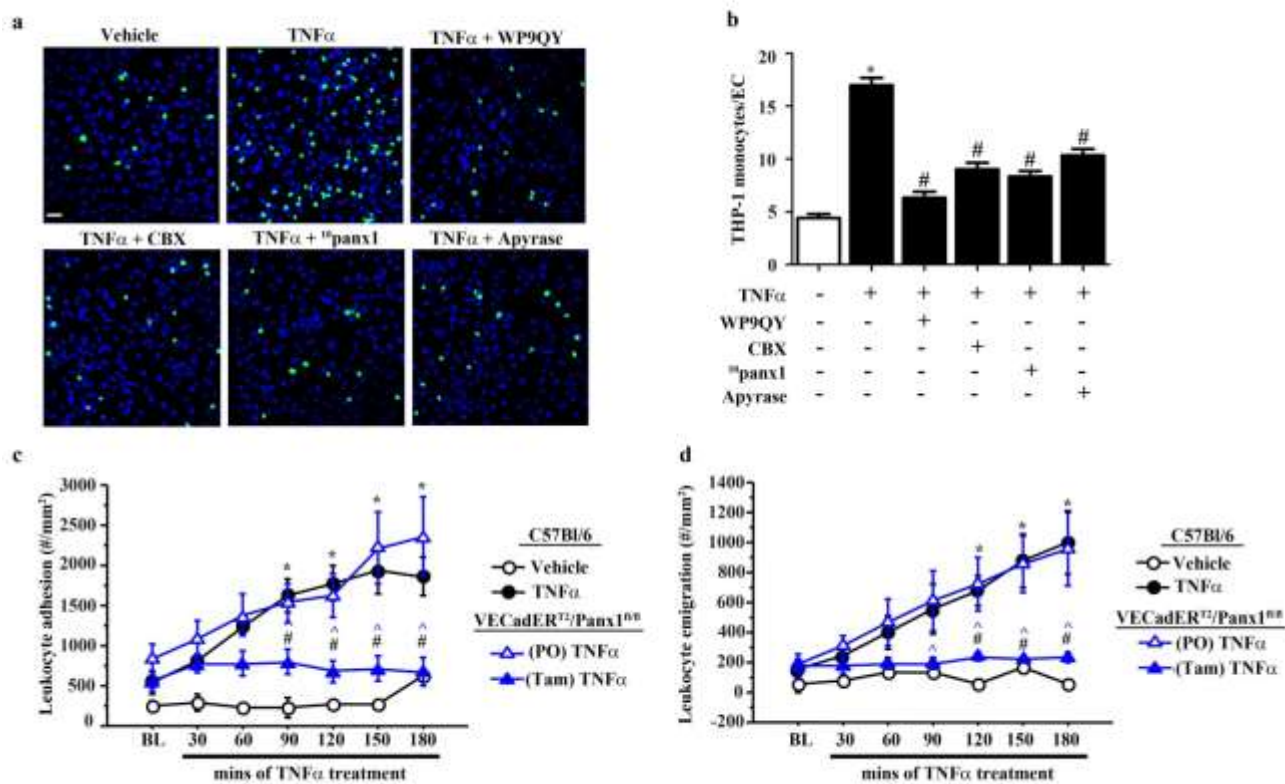 a
Vehicle
TNFα
TNFα + WP9QY
TNFα + CBX
TNFα + ¹⁰panx1
TNFα + Apyrase
b
THP-1 monocytes/EC
20
15
10
5
0
*
#
#
#
#
TNFα - + + + + +
WP9QY - - + - - -
CBX - - - + - -
¹⁰panx1 - - - - + -
Apyrase - - - - - +
c
Leukocyte adhesion (#/mm²)
3000
2500
2000
1500
1000
500
0
* * * *
^ ^ ^
# # # #
BL 30 60 90 120 150 180
mins of TNFα treatment
C57Bl/6
Vehicle
TNFα
VECadERᵀ²/Panx1ᶠˡ/ᶠˡ
(PO) TNFα
(Tam) TNFα
d
Leukocyte emigration (#/mm²)
1400
1200
1000
800
600
400
200
0
-200
* * *
^ ^ ^ ^
# # #
BL 30 60 90 120 150 180
mins of TNFα treatment
C57Bl/6
Vehicle
TNFα
VECadERᵀ²/Panx1ᶠˡ/ᶠˡ
(PO) TNFα
(Tam) TNFα